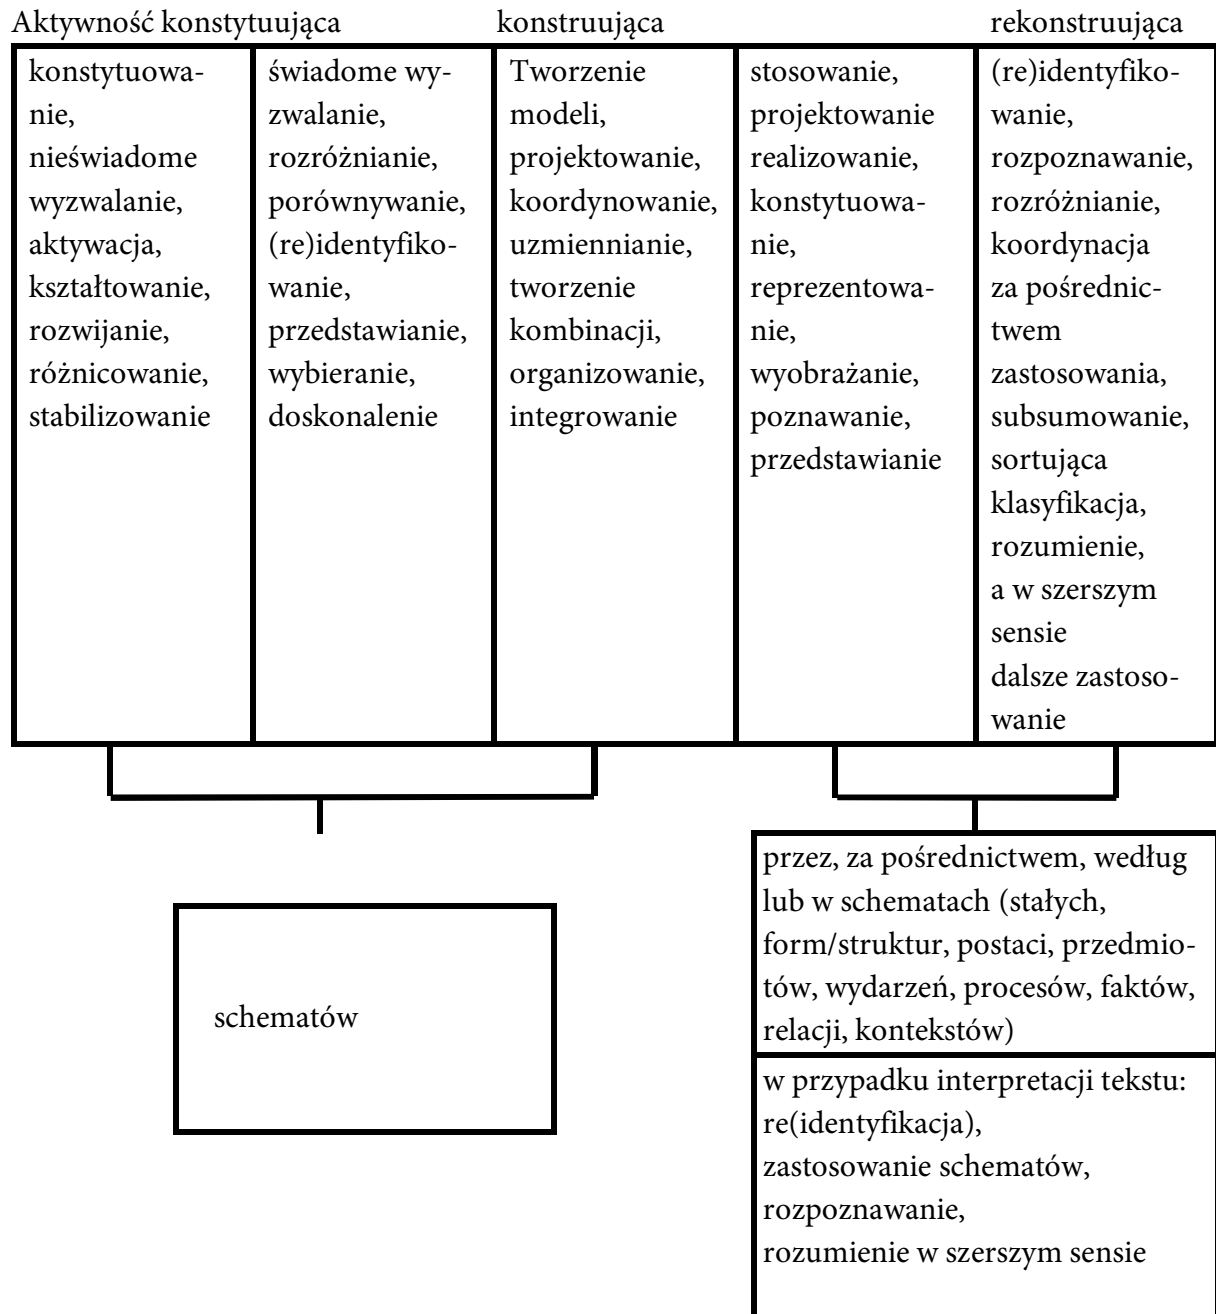 Aktywność konstytuująca
konstruująca
rekonstruująca
konstytuowa-
nie,
nieświadome
wyzwalanie,
aktywacja,
kształtowanie,
rozwijanie,
różnicowanie,
stabilizowanie
świadome wy-
zwalanie,
rozróżnianie,
porównywanie,
(re)identyfiko-
wanie,
przedstawianie,
wybieranie,
doskonalenie
Tworzenie
modeli,
projektowanie,
koordynowanie,
uzmiennianie,
tworzenie
kombinacji,
organizowanie,
integrowanie
stosowanie,
projektowanie
realizowanie,
konstytuowa-
nie,
reprezentowa-
nie,
wyobrażanie,
poznawanie,
przedstawianie
(re)identyfiko-
wanie,
rozpoznawanie,
rozróżnianie,
koordynacja
za pośrednic-
twem
zastosowania,
subsumowanie,
sortująca
klasyfikacja,
rozumienie,
a w szerszym
sensie
dalsze zastoso-
wanie
schematów
przez, za pośrednictwem, według
lub w schematach (stałych,
form/struktur, postaci, przedmio-
tów, wydarzeń, procesów, faktów,
relacji, kontekstów)
w przypadku interpretacji tekstu:
re(identyfikacja),
zastosowanie schematów,
rozpoznawanie,
rozumienie w szerszym sensie